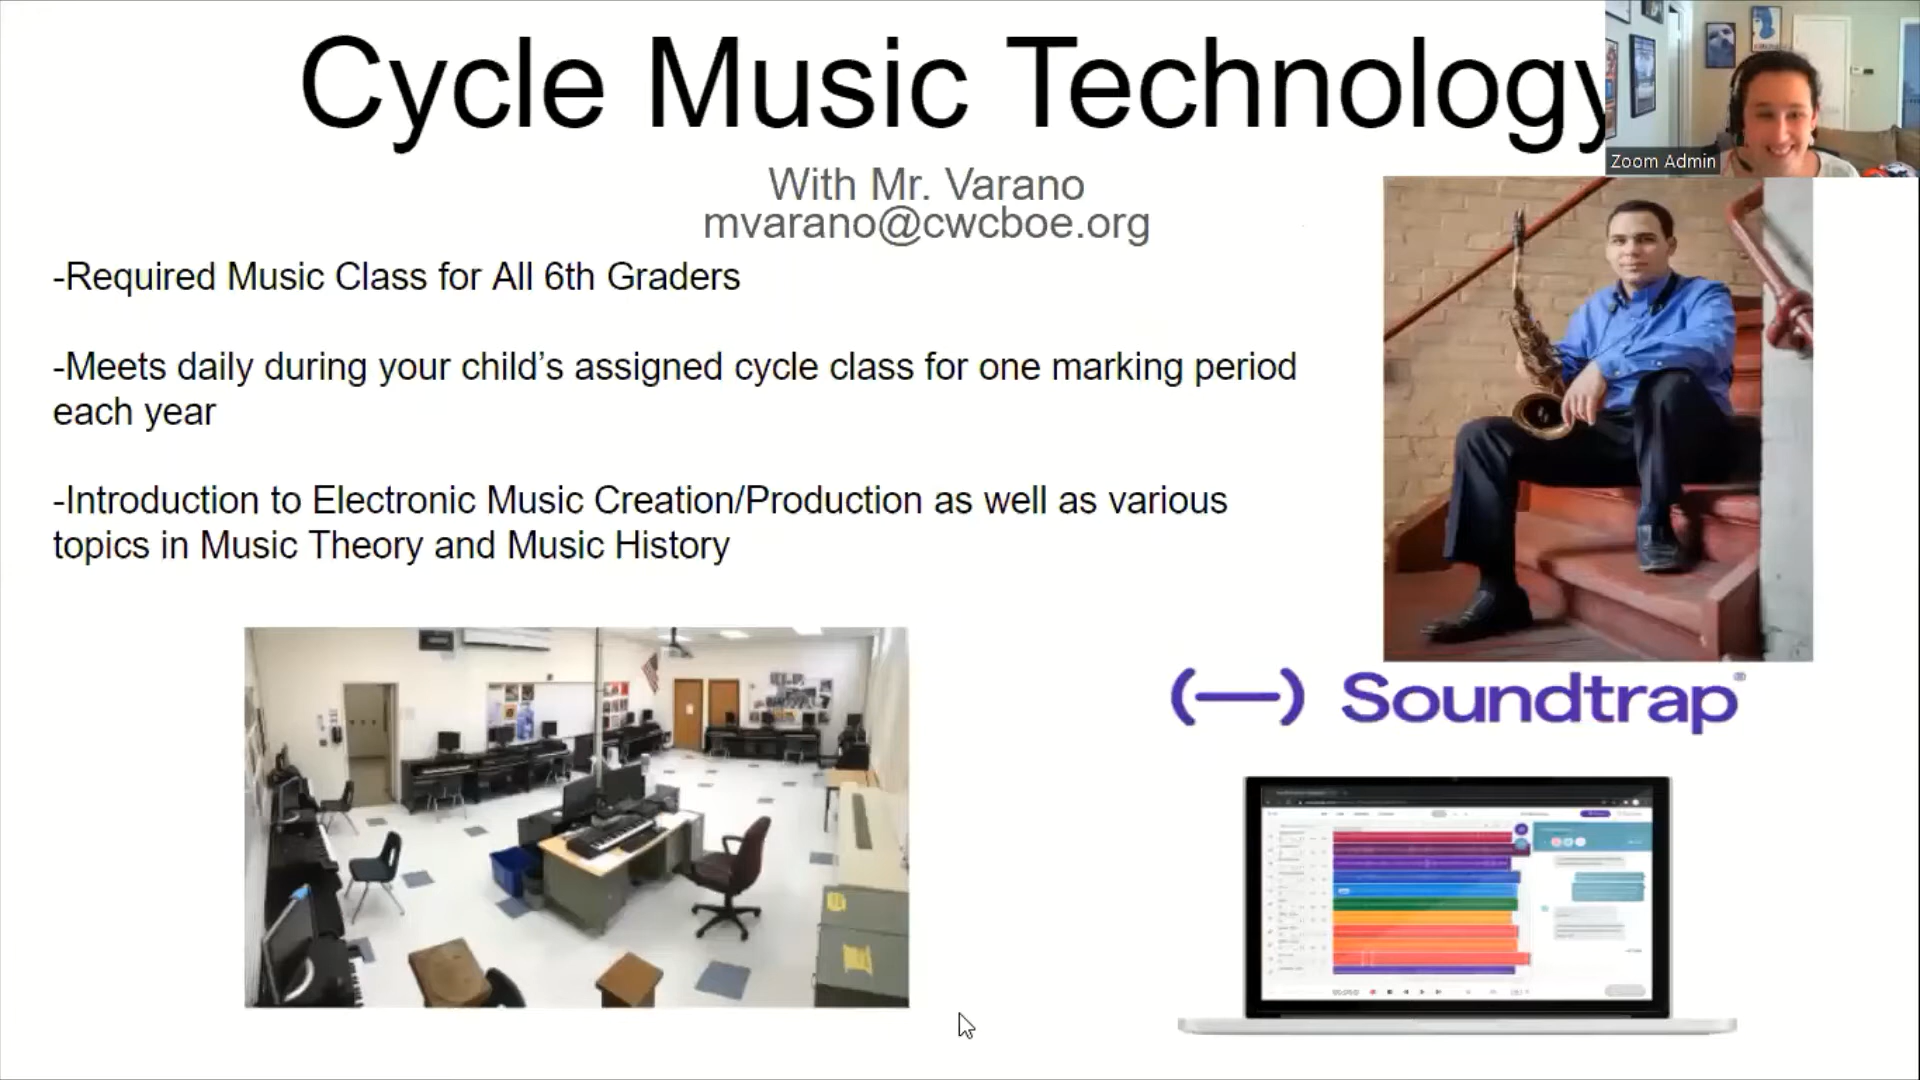 Cycle Music Technology
Zoom Admin
With Mr. Varano
mvarano@cwcboe.org
-Required Music Class for All 6th Graders
-Meets daily during your child’s assigned cycle class for one marking period
each year
-Introduction to Electronic Music Creation/Production as well as various
topics in Music Theory and Music History
Soundtrap®